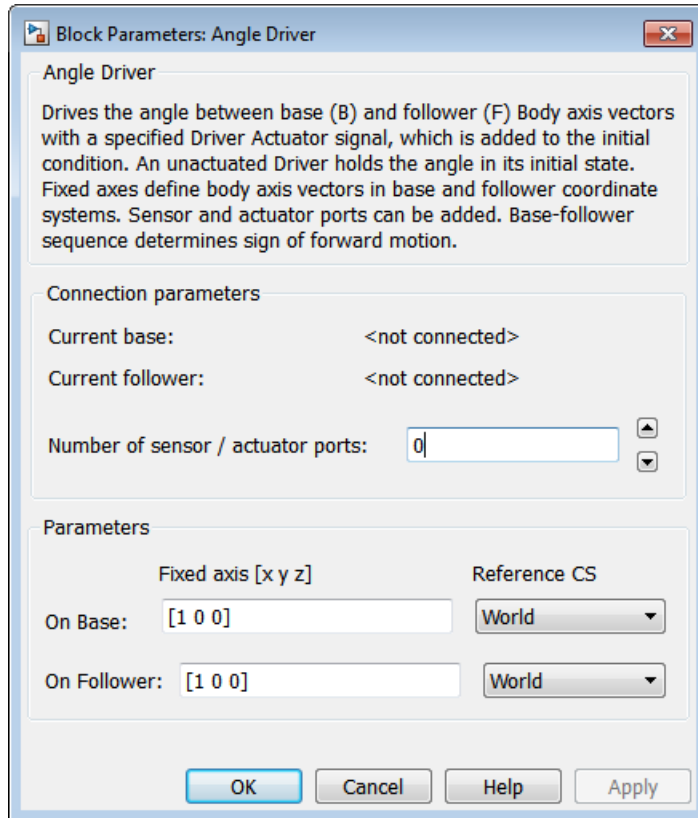 Block Parameters: Angle Driver
Angle Driver
Drives the angle between base (B) and follower (F) Body axis vectors
with a specified Driver Actuator signal, which is added to the initial
condition. An unactuated Driver holds the angle in its initial state.
Fixed axes define body axis vectors in base and follower coordinate
systems. Sensor and actuator ports can be added. Base-follower
sequence determines sign of forward motion.
Connection parameters
Current base: <not connected>
Current follower: <not connected>
Number of sensor / actuator ports: 0
Parameters
Fixed axis [x y z] Reference CS
On Base: [1 0 0] World
On Follower: [1 0 0] World
OK Cancel Help Apply